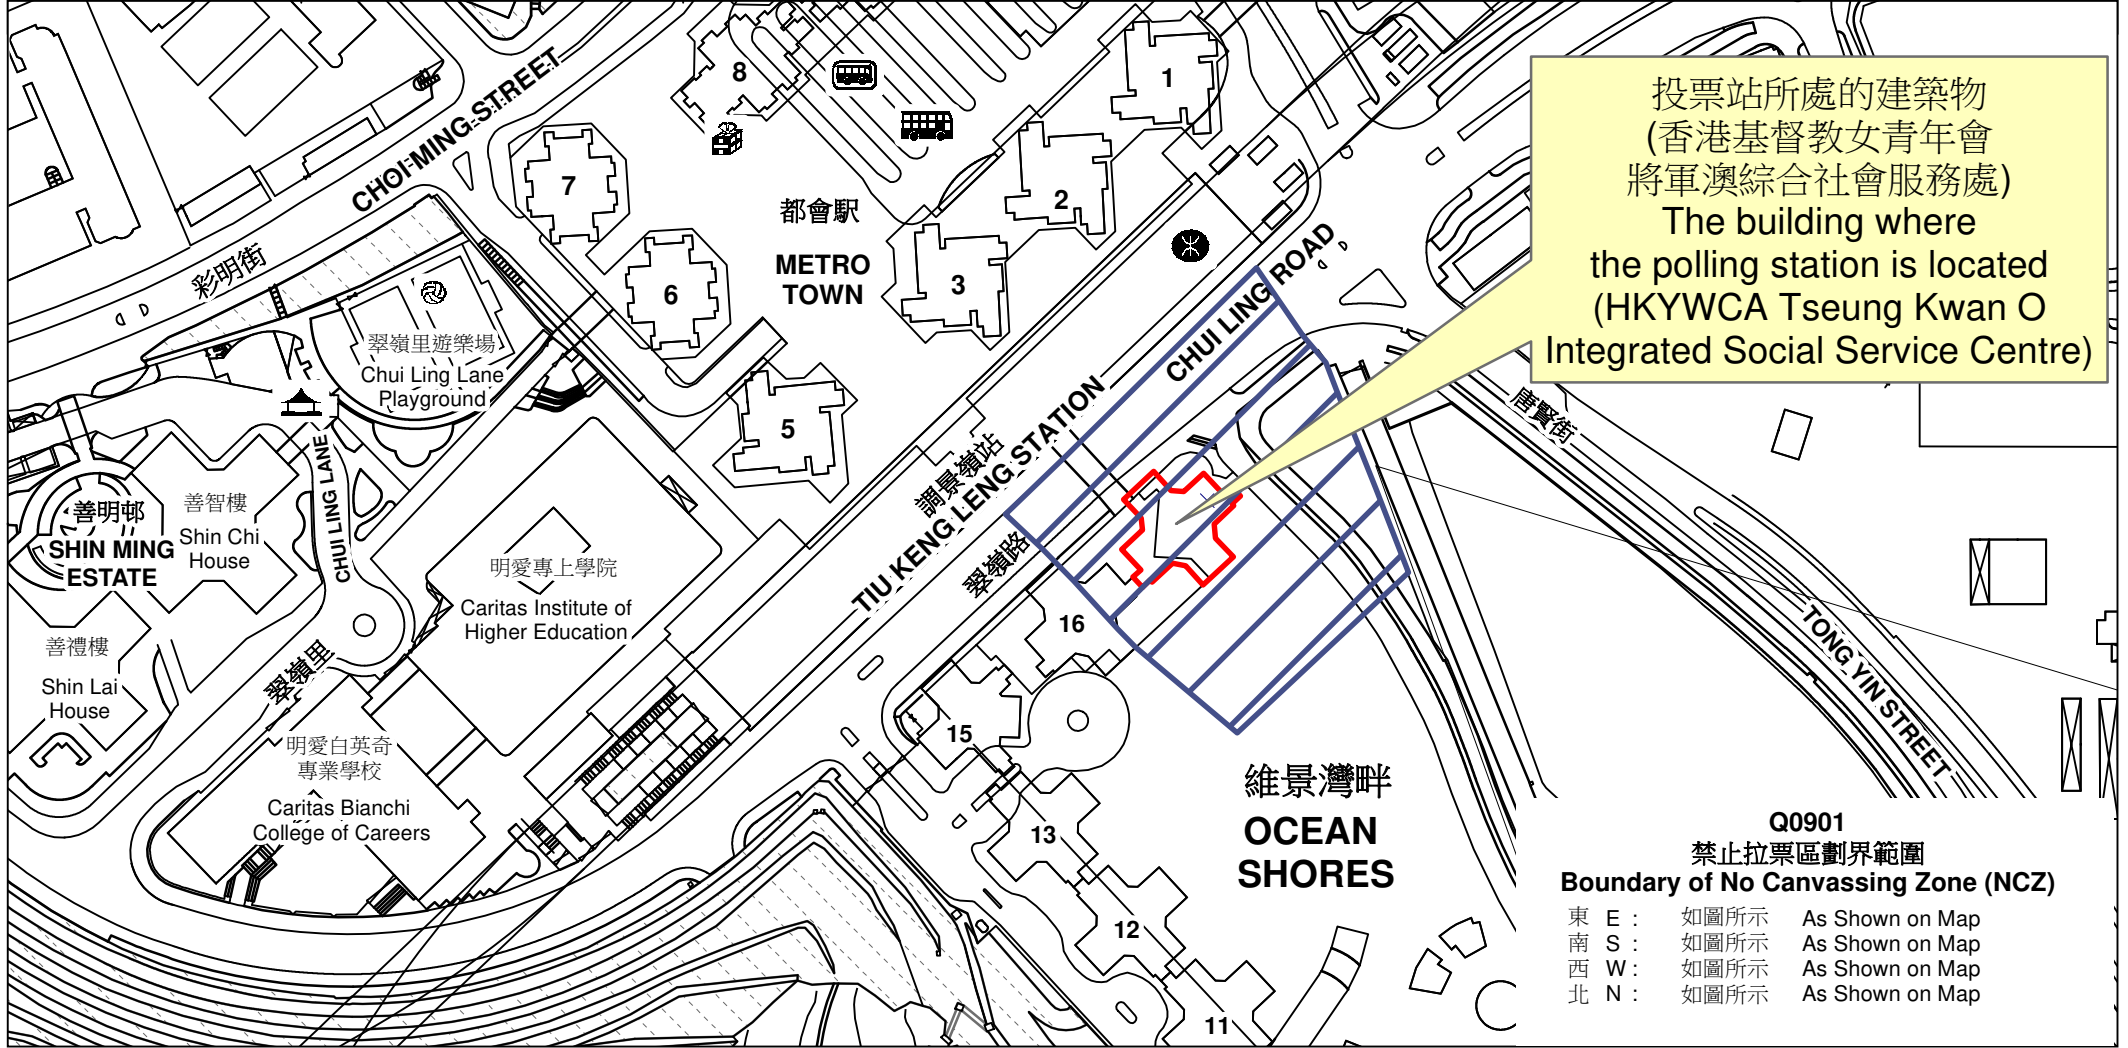 CHOI MING STREET
彩明街
8
1
7
2
都會駅
METRO
TOWN
6
3
5
CHUI LING ROAD
翠嶺里遊樂場
Chui Ling Lane
Playground
CHUI LING LANE
翠嶺里
善明邨
SHIN MING
ESTATE
善智樓
Shin Chi
House
善禮樓
Shin Lai
House
明愛專上學院
Caritas Institute of
Higher Education
明愛白英奇
專業學校
Caritas Bianchi
College of Careers
調景嶺站
TIU KENG LENG STATION
翠嶺路
16
15
13
12
11
維景灣畔
OCEAN
SHORES
唐賢街
TONG YIN STREET
投票站所處的建築物
(香港基督教女青年會
將軍澳綜合社會服務處)
The building where
the polling station is located
(HKYWCA Tseung Kwan O
Integrated Social Service Centre)
Q0901
禁止拉票區劃界範圍
Boundary of No Canvassing Zone (NCZ)
東 E : 如圖所示 As Shown on Map
南 S : 如圖所示 As Shown on Map
西 W : 如圖所示 As Shown on Map
北 N : 如圖所示 As Shown on Map